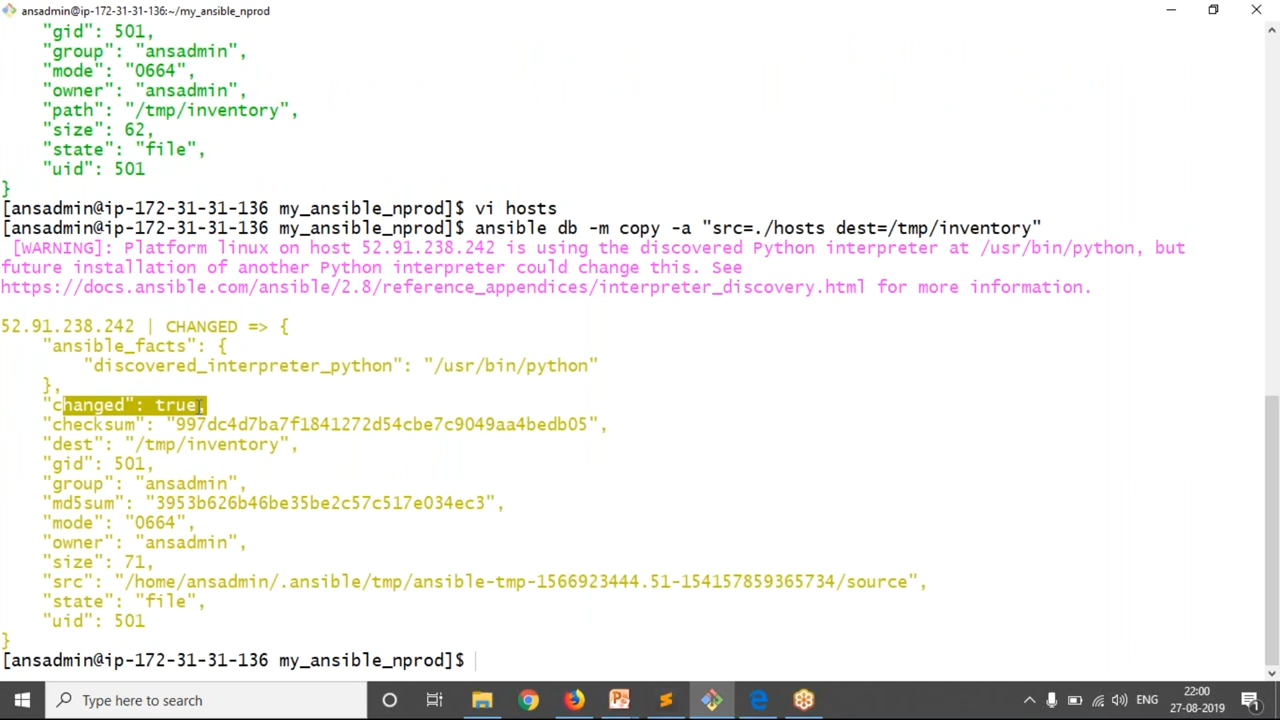 ansadmin@ip-172-31-31-136:~/my_ansible_nprod
"gid": 501,
"group": "ansadmin",
"mode": "0664",
"owner": "ansadmin",
"path": "/tmp/inventory",
"size": 62,
"state": "file",
"uid": 501
}
[ansadmin@ip-172-31-31-136 my_ansible_nprod]$ vi hosts
[ansadmin@ip-172-31-31-136 my_ansible_nprod]$ ansible db -m copy -a "src=./hosts dest=/tmp/inventory"
[WARNING]: Platform linux on host 52.91.238.242 is using the discovered Python interpreter at /usr/bin/python, but
future installation of another Python interpreter could change this. See
https://docs.ansible.com/ansible/2.8/reference_appendices/interpreter_discovery.html for more information.
52.91.238.242 | CHANGED => {
"ansible_facts": {
"discovered_interpreter_python": "/usr/bin/python"
},
"changed": true,
"checksum": "997dc4d7ba7f1841272d54cbe7c9049aa4bedb05",
"dest": "/tmp/inventory",
"gid": 501,
"group": "ansadmin",
"md5sum": "3953b626b46be35be2c57c517e034ec3",
"mode": "0664",
"owner": "ansadmin",
"size": 71,
"src": "/home/ansadmin/.ansible/tmp/ansible-tmp-1566923444.51-154157859365734/source",
"state": "file",
"uid": 501
}
[ansadmin@ip-172-31-31-136 my_ansible_nprod]$
Type here to search
ENG
22:00
27-08-2019
1